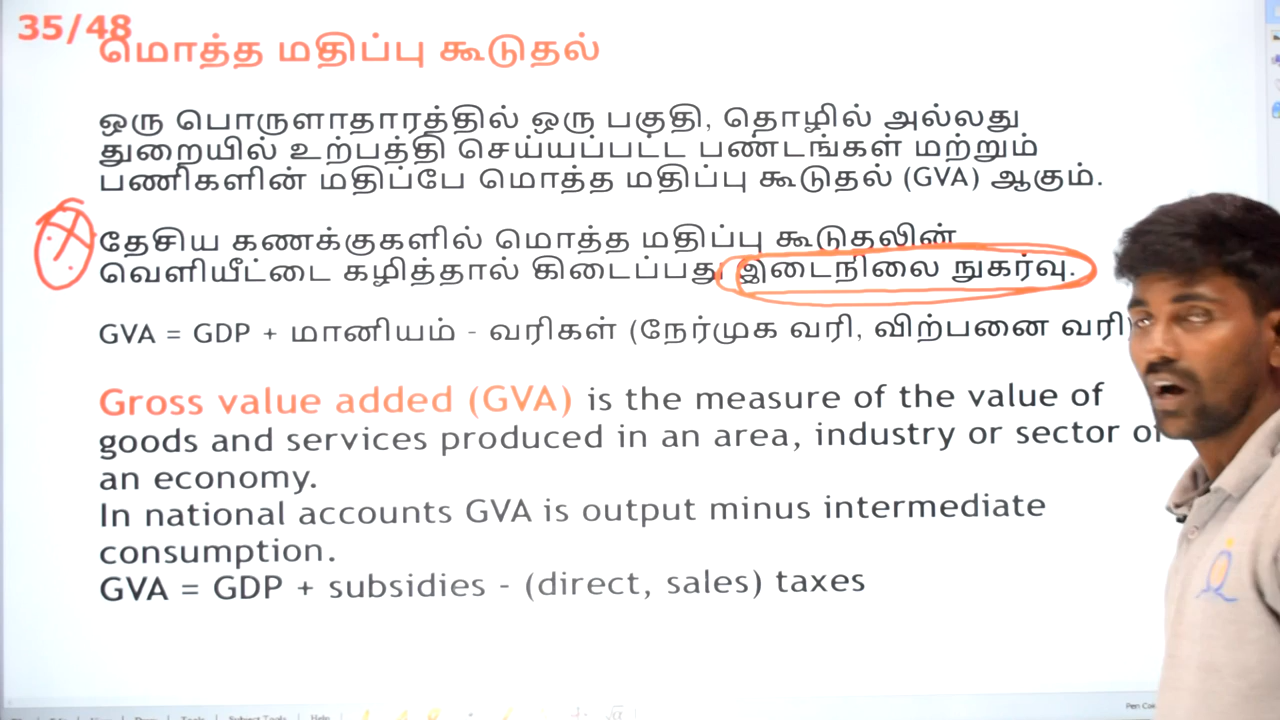 35/48
மொத்த மதிப்பு கூடுதல்
ஒரு பொருளாதாரத்தில் ஒரு பகுதி, தொழில் அல்லது
துறையில் உற்பத்தி செய்யப்பட்ட பண்டங்கள் மற்றும்
பணிகளின் மதிப்பே மொத்த மதிப்பு கூடுதல் (GVA) ஆகும்.
தேசிய கணக்குகளில் மொத்த மதிப்பு கூடுதலின்
வெளியீட்டை கழித்தால் கிடைப்பது இடைநிலை நுகர்வு.
GVA = GDP + மானியம் - வரிகள் (நேர்முக வரி, விற்பனை வரி)
Gross value added (GVA) is the measure of the value of
goods and services produced in an area, industry or sector of
an economy.
In national accounts GVA is output minus intermediate
consumption.
GVA = GDP + subsidies - (direct, sales) taxes